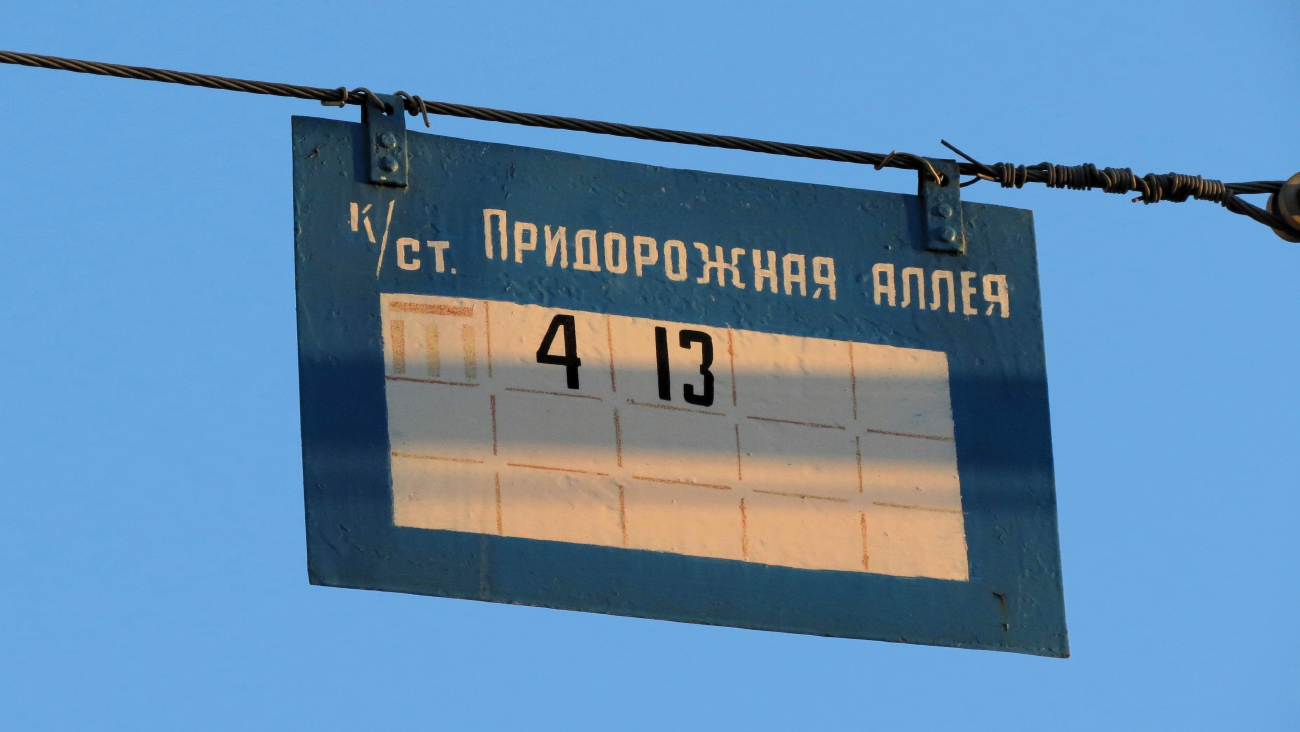 к/ст. Придорожная аллея
Ш 4 13